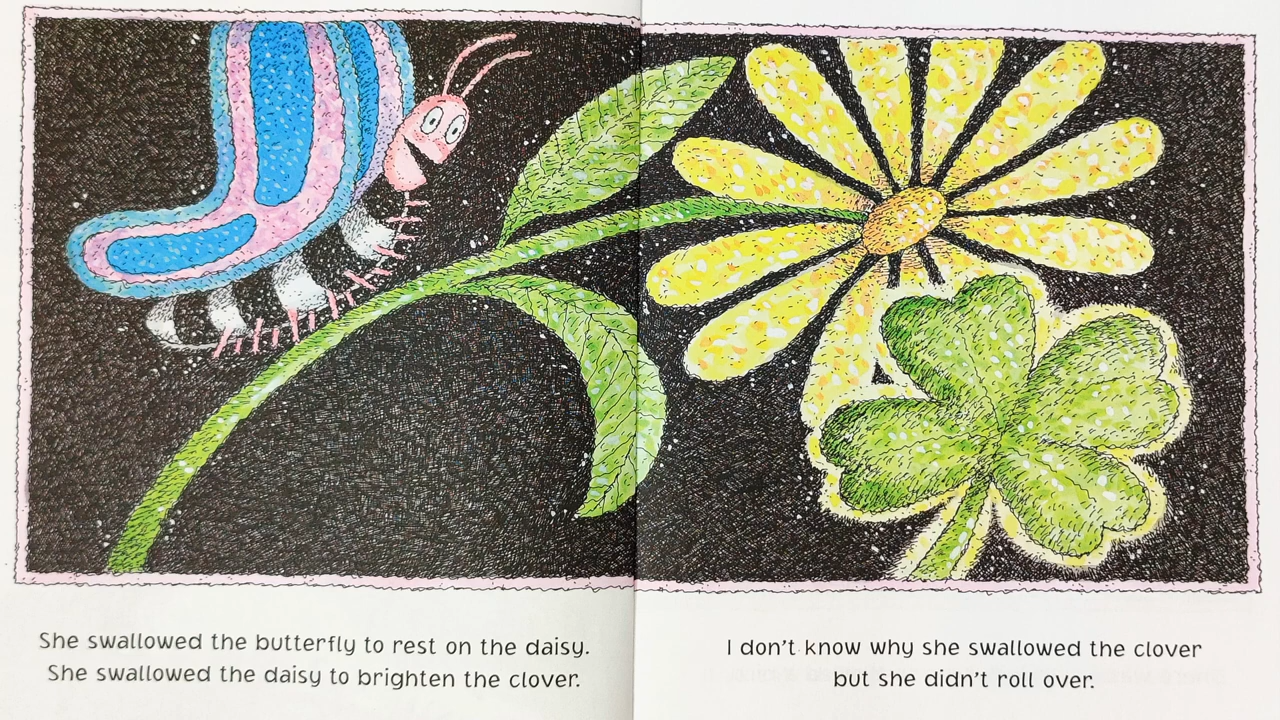 She swallowed the butterfly to rest on the daisy.
She swallowed the daisy to brighten the clover.
I don't know why she swallowed the clover
but she didn't roll over.